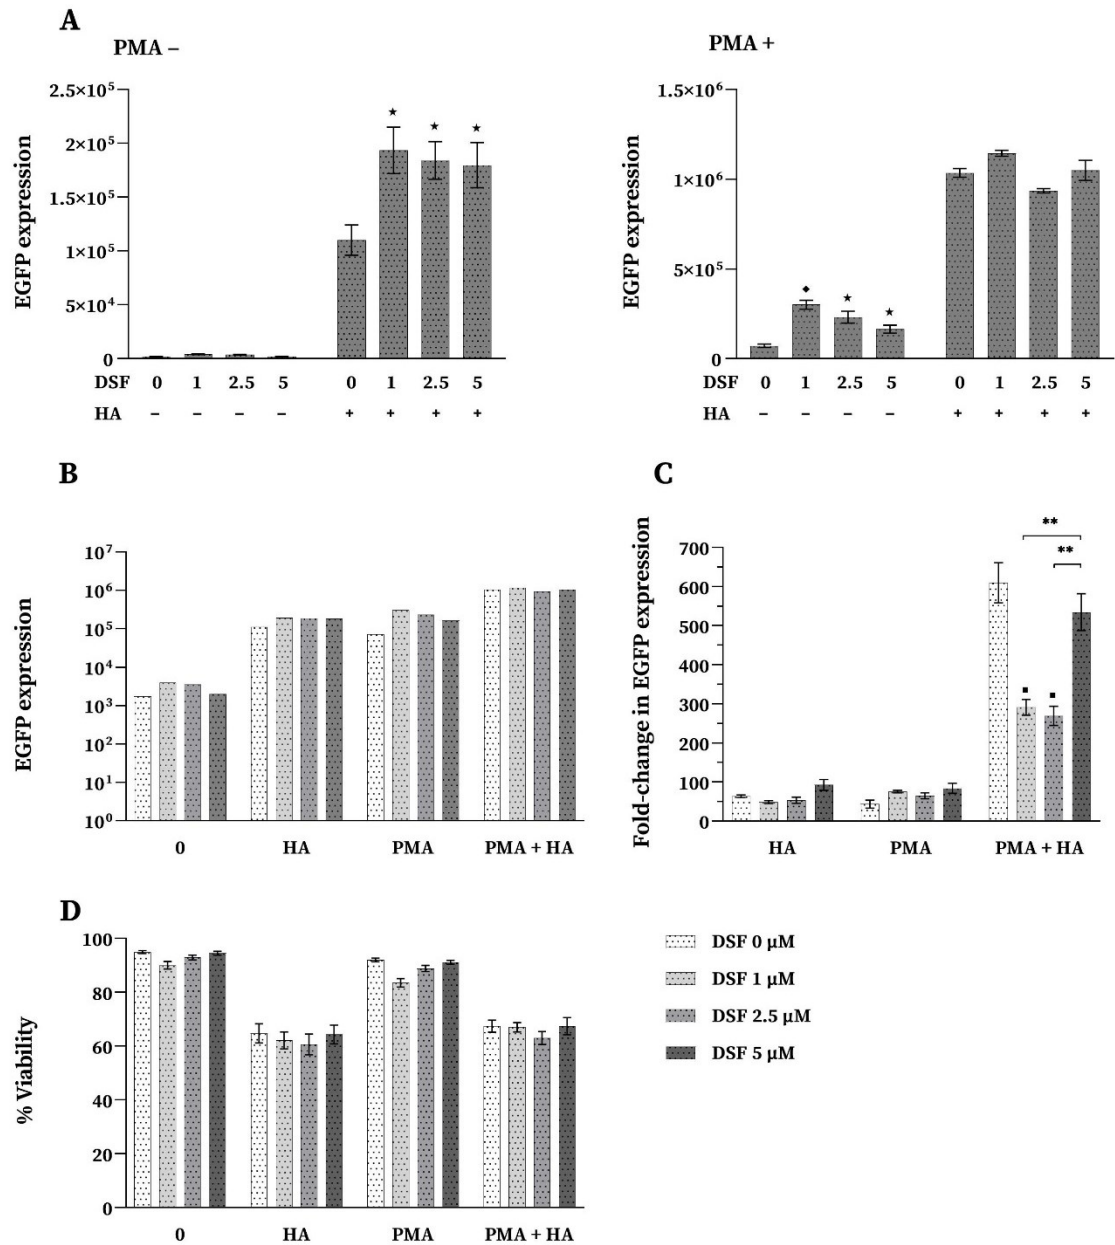 A
PMA – PMA +
EGFP expression
2.5×10⁵
2×10⁵
1.5×10⁵
1×10⁵
5×10⁴
0
DSF 0 1 2.5 5 0 1 2.5 5
HA – – – – + + + +
EGFP expression
1.5×10⁶
1×10⁶
5×10⁵
0
DSF 0 1 2.5 5 0 1 2.5 5
HA – – – – + + + +
B
EGFP expression
10⁷
10⁶
10⁵
10⁴
10³
10²
10¹
10⁰
0 HA PMA PMA + HA
C
Fold-change in EGFP expression
700
600
500
400
300
200
100
0
**
**
HA PMA PMA + HA
D
% Viability
100
80
60
40
20
0
0 HA PMA PMA + HA
DSF 0 µM
DSF 1 µM
DSF 2.5 µM
DSF 5 µM